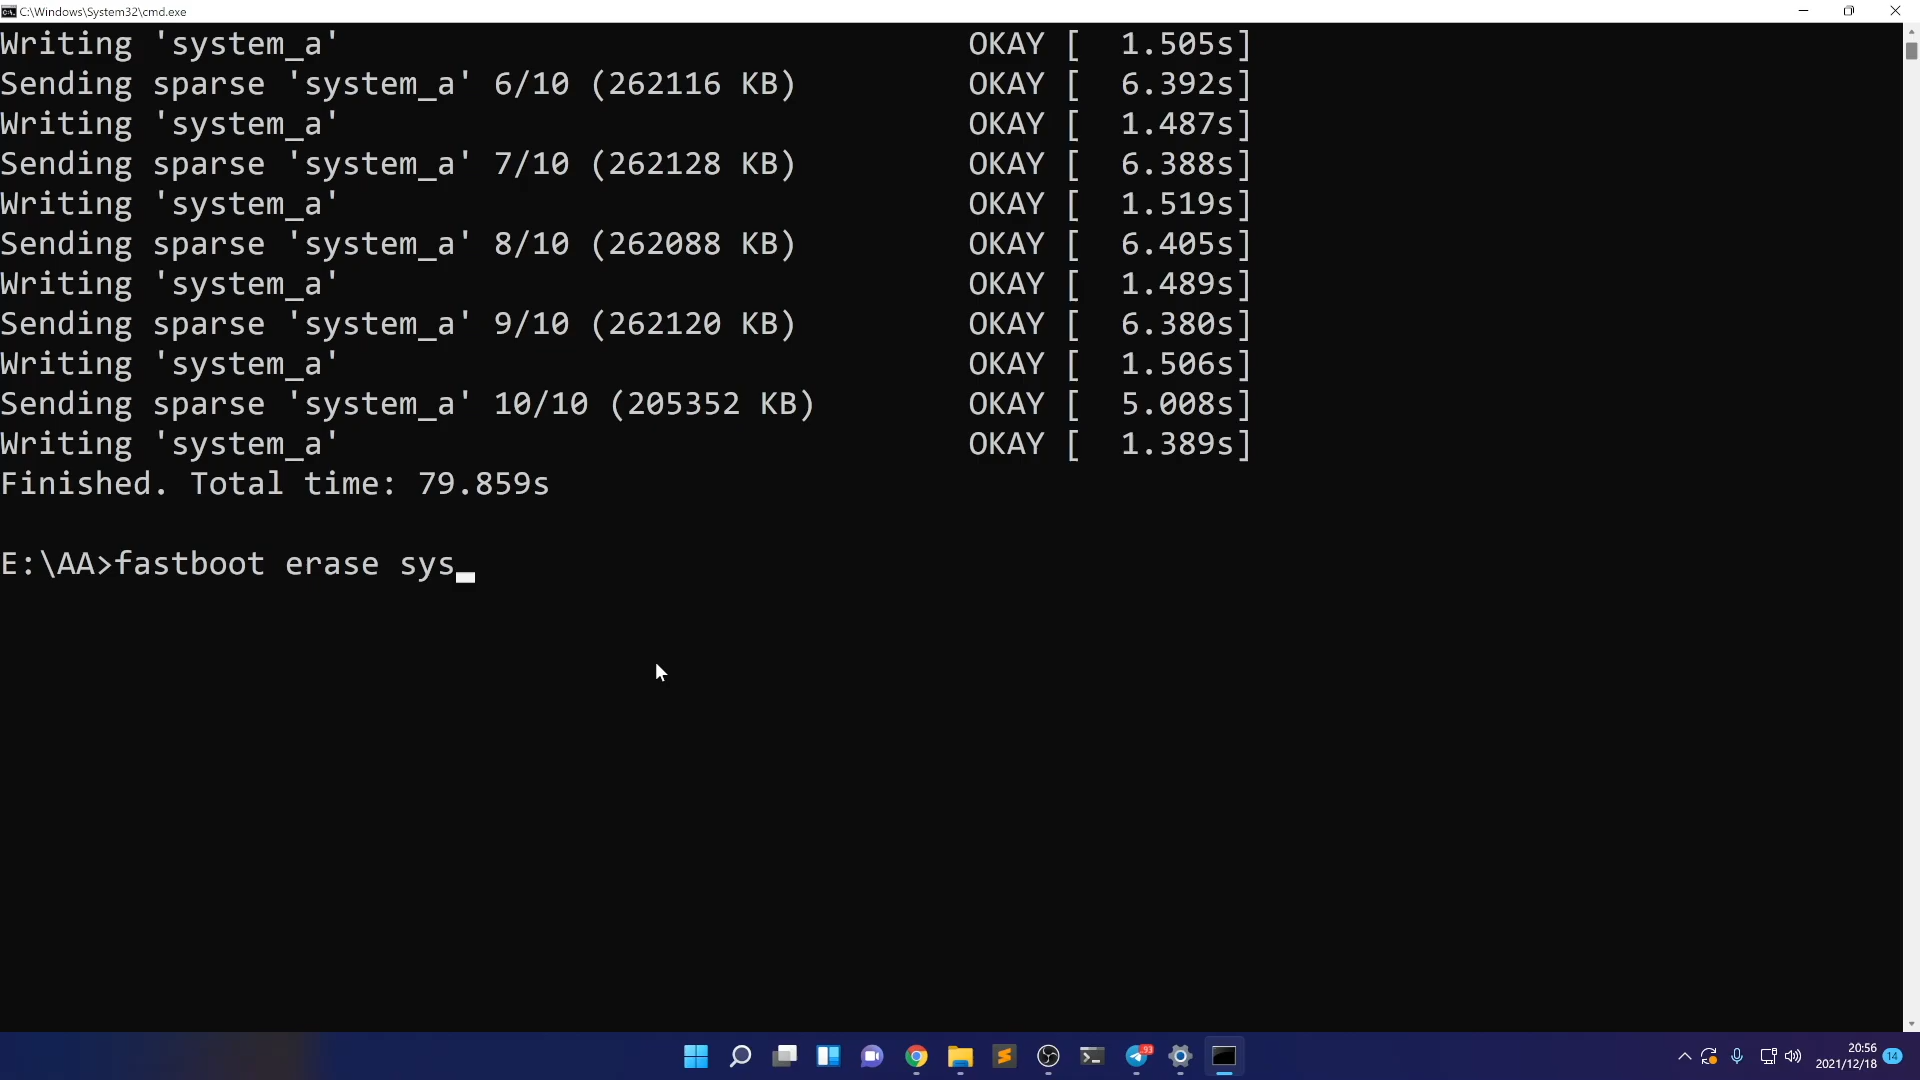 C:\Windows\System32\cmd.exe
Writing 'system_a' OKAY [ 1.505s]
Sending sparse 'system_a' 6/10 (262116 KB) OKAY [ 6.392s]
Writing 'system_a' OKAY [ 1.487s]
Sending sparse 'system_a' 7/10 (262128 KB) OKAY [ 6.388s]
Writing 'system_a' OKAY [ 1.519s]
Sending sparse 'system_a' 8/10 (262088 KB) OKAY [ 6.405s]
Writing 'system_a' OKAY [ 1.489s]
Sending sparse 'system_a' 9/10 (262120 KB) OKAY [ 6.380s]
Writing 'system_a' OKAY [ 1.506s]
Sending sparse 'system_a' 10/10 (205352 KB) OKAY [ 5.008s]
Writing 'system_a' OKAY [ 1.389s]
Finished. Total time: 79.859s
E:\AA>fastboot erase sys_
93
20:56
2021/12/18
14